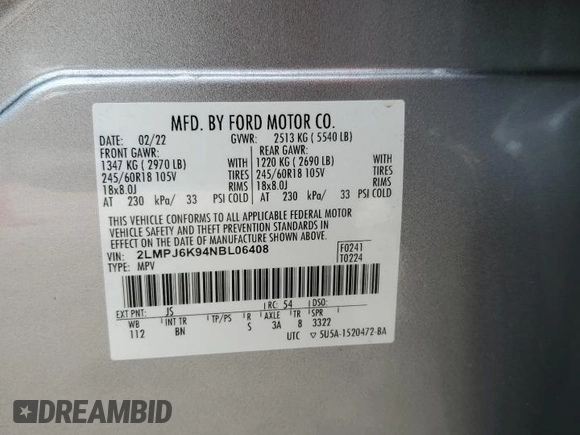 MFD. BY FORD MOTOR CO.
DATE: 02/22 GVWR: 2513 KG ( 5540 LB)
FRONT GAWR: REAR GAWR:
1347 KG ( 2970 LB) WITH 1220 KG ( 2690 LB) WITH
245/60R18 105V TIRES 245/60R18 105V TIRES
18x8.0J RIMS 18x8.0J RIMS
AT 230 kPa/ 33 PSI COLD AT 230 kPa/ 33 PSI COLD
THIS VEHICLE CONFORMS TO ALL APPLICABLE FEDERAL MOTOR
VEHICLE SAFETY AND THEFT PREVENTION STANDARDS IN
EFFECT ON THE DATE OF MANUFACTURE SHOWN ABOVE.
VIN: 2LMPJ6K94NBL06408 F0241
TYPE: MPV T0224
EXT PNT: JS RC: 54 DSO:
WB INT TR TP/PS R AXLE TR SPR
112 BN S 3A 8 3322
UTC ▽ 5U5A-1520472-BA
DREAMBID